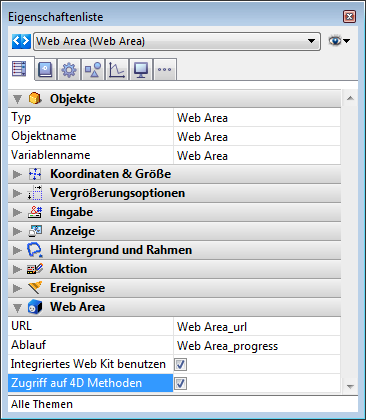 Eigenschaftenliste
Web Area (Web Area)
Objekte
Typ Web Area
Objektname Web Area
Variablenname Web Area
Koordinaten & Größe
Vergrößerungsoptionen
Eingabe
Anzeige
Hintergrund und Rahmen
Aktion
Ereignisse
Web Area
URL Web Area_url
Ablauf Web Area_progress
Integriertes Web Kit benutzen
Zugriff auf 4D Methoden
Alle Themen